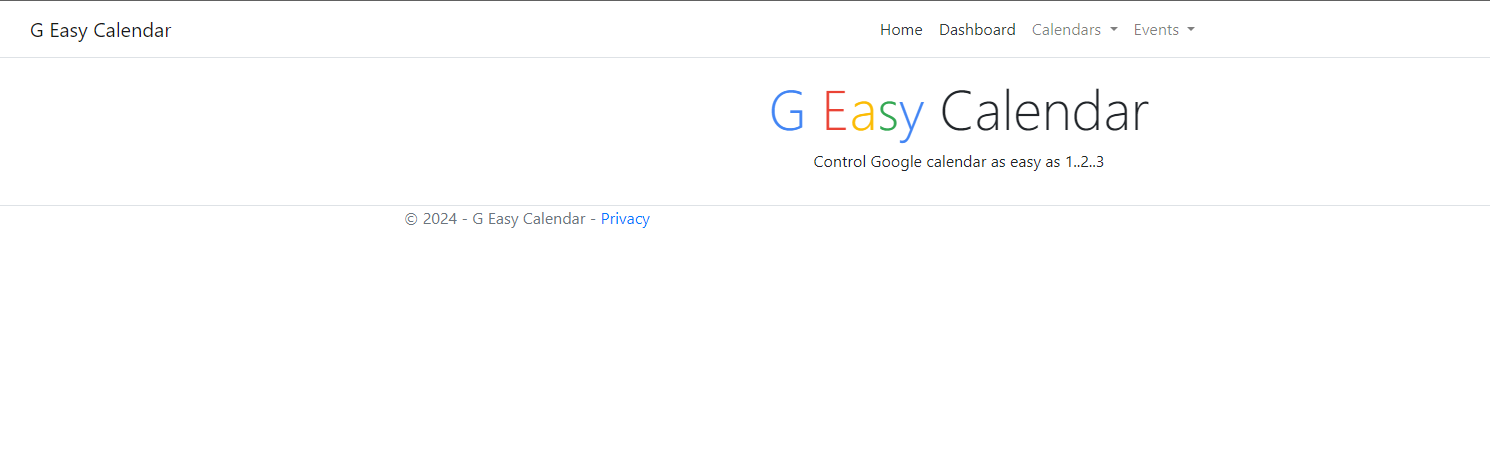 G Easy Calendar
Home Dashboard Calendars Events
G Easy Calendar
Control Google calendar as easy as 1..2..3
© 2024 - G Easy Calendar - Privacy